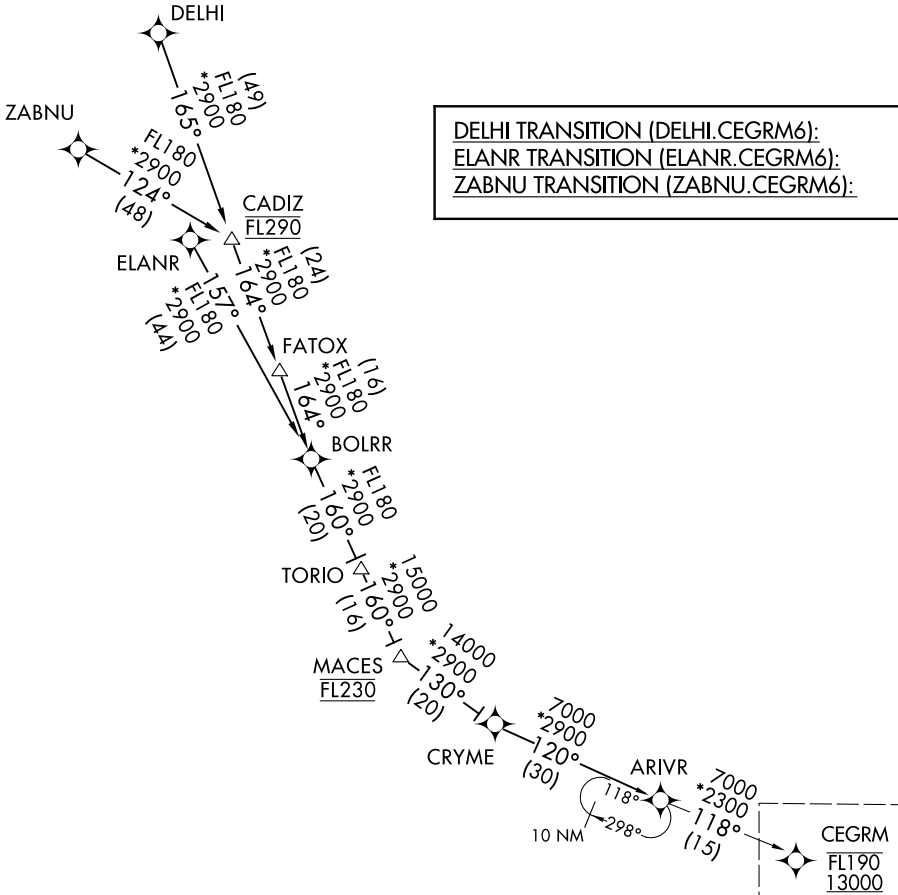 DELHI
(49)
FL180
*2900
165°
ZABNU
FL180
*2900
124°
(48)
DELHI TRANSITION (DELHI.CEGRM6):
ELANR TRANSITION (ELANR.CEGRM6):
ZABNU TRANSITION (ZABNU.CEGRM6):
CADIZ
FL290
ELANR
(24)
FL180
*2900
164°
157°
FL180
*2900
(44)
FATOX
(16)
FL180
*2900
164°
BOLRR
FL180
*2900
160°
(20)
TORIO
15000
*2900
160°
(16)
MACES
FL230
14000
*2900
130°
(20)
CRYME
7000
*2900
120°
(30)
ARIVR
118°
298°
10 NM
7000
*2300
118°
(15)
CEGRM
FL190
13000